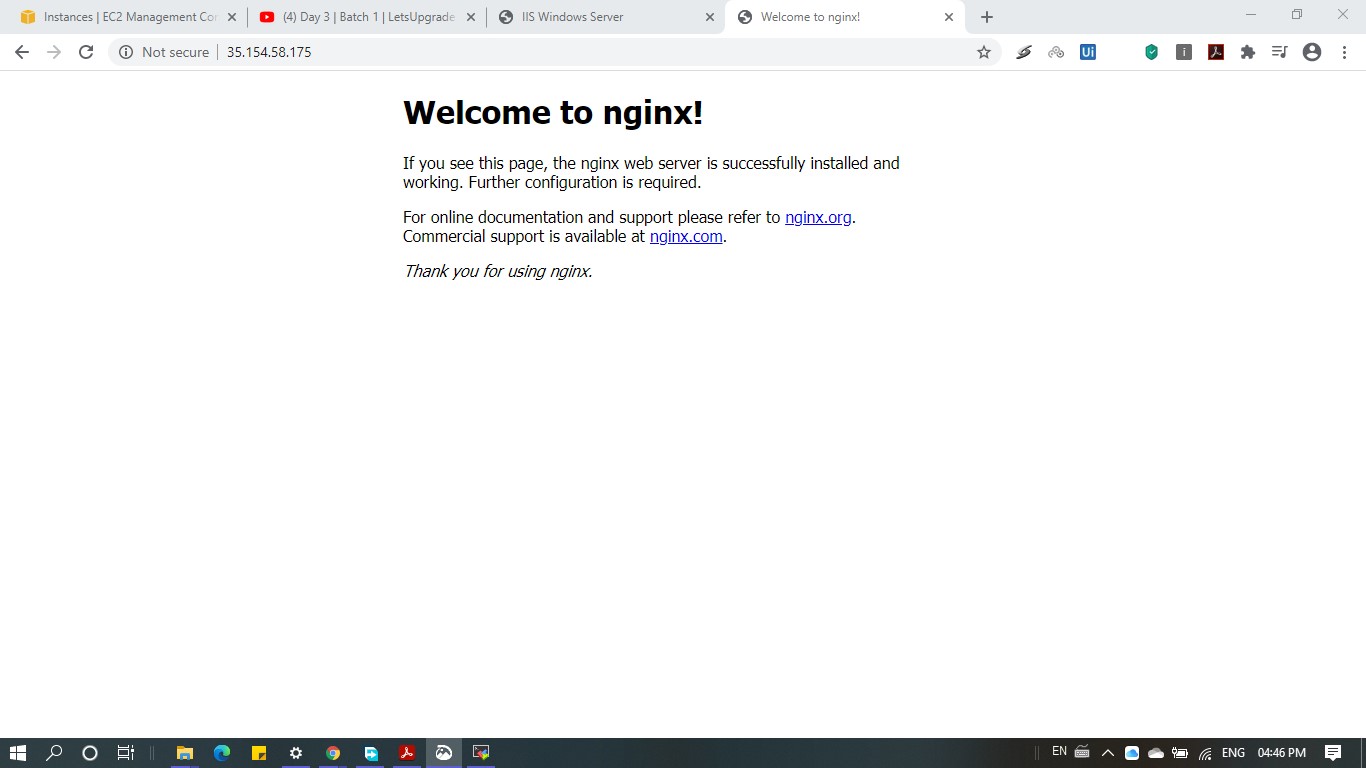 Instances | EC2 Management Con
(4) Day 3 | Batch 1 | LetsUpgrade
IIS Windows Server
Welcome to nginx!
Not secure
35.154.58.175
Ui
i
Welcome to nginx!
If you see this page, the nginx web server is successfully installed and
working. Further configuration is required.
For online documentation and support please refer to nginx.org.
Commercial support is available at nginx.com.
Thank you for using nginx.
EN
ENG
04:46 PM